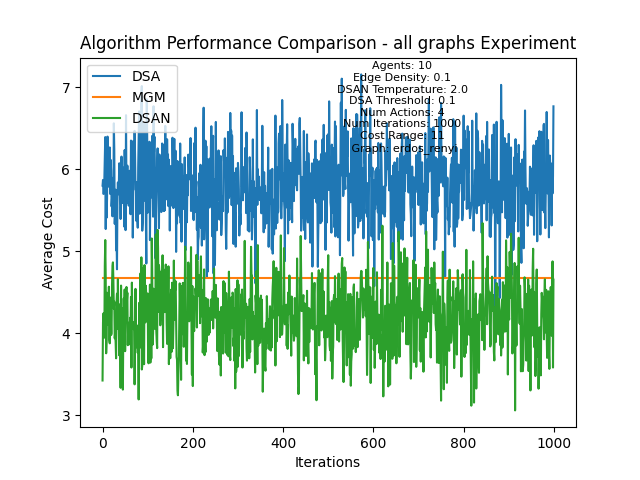 Algorithm Performance Comparison - all graphs Experiment
DSA
MGM
DSAN
Agents: 10
Edge Density: 0.1
DSAN Temperature: 2.0
DSA Threshold: 0.1
Num Actions: 4
Num Iterations: 1000
Cost Range: 11
Graph: erdos_renyi
Average Cost
7
6
5
4
3
0
200
400
600
800
1000
Iterations